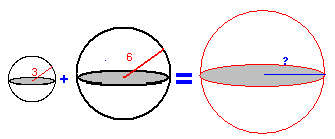 3 + 6 = ?